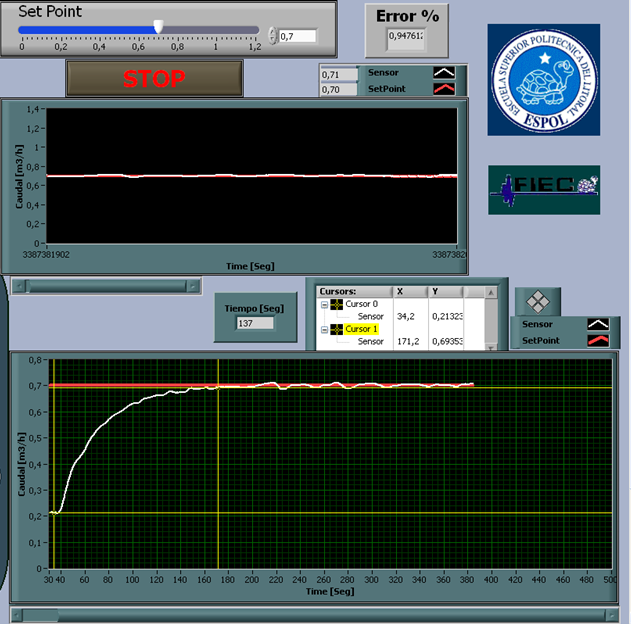 Set Point
0 0,2 0,4 0,6 0,8 1 1,2
0,7
Error %
0,947612
STOP
0,71 Sensor
0,70 SetPoint
ESCUELA SUPERIOR POLITECNICA DEL LITORAL
ESPOL
FIEC
Caudal [m3/h]
1,4
1,2
1
0,8
0,6
0,4
0,2
0
3387381902 33873820
Time [Seg]
Tiempo [Seg]
137
Cursors: X Y
Cursor 0
Sensor 34,2 0,21323
Cursor 1
Sensor 171,2 0,69353
Sensor
SetPoint
Caudal [m3/h]
0,8
0,7
0,6
0,5
0,4
0,3
0,2
0,1
0
30 40 60 80 100 120 140 160 180 200 220 240 260 280 300 320 340 360 380 400 420 440 460 480 500
Time [Seg]